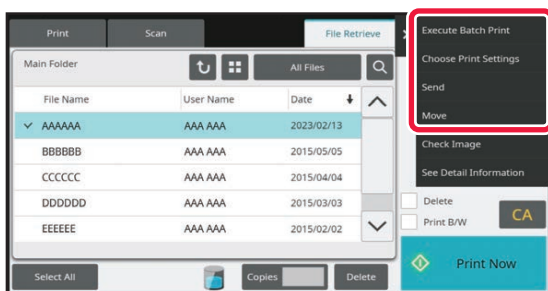 Print Scan File Retrieve
Main Folder All Files
File Name User Name Date
AAAAAA AAA AAA 2023/02/13
BBBBBB AAA AAA 2015/05/05
CCCCCC AAA AAA 2015/04/04
DDDDDD AAA AAA 2015/03/03
EEEEEE AAA AAA 2015/02/02
Select All Copies Delete
Execute Batch Print
Choose Print Settings
Send
Move
Check Image
See Detail Information
Delete
Print B/W
CA
Print Now